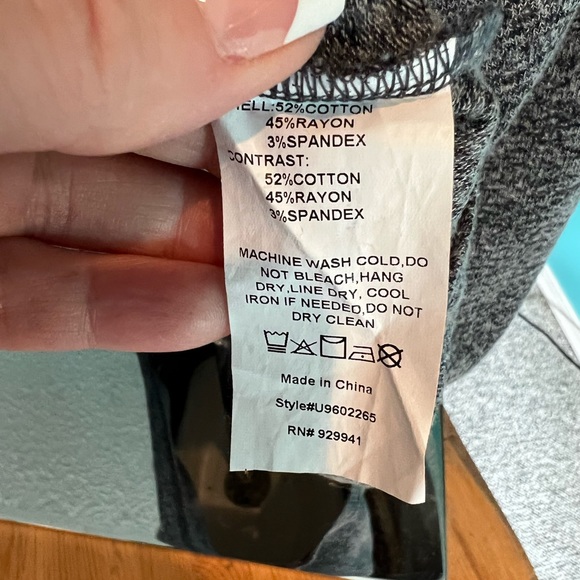 52%COTTON
45%RAYON
3%SPANDEX
CONTRAST:
52%COTTON
45%RAYON
3%SPANDEX
MACHINE WASH COLD,DO
NOT BLEACH,HANG
DRY,LINE DRY, COOL
IRON IF NEEDED,DO NOT
DRY CLEAN
Made in China
Style#U9602265
RN# 929941